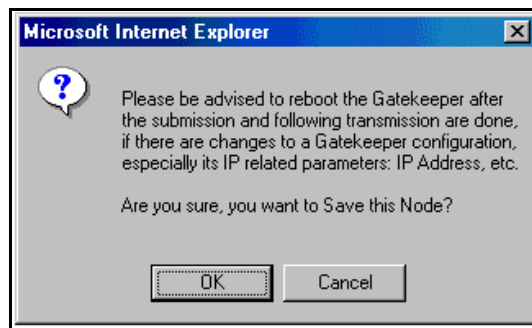 Microsoft Internet Explorer
Please be advised to reboot the Gatekeeper after
the submission and following transmission are done,
if there are changes to a Gatekeeper configuration,
especially its IP related parameters: IP Address, etc.
Are you sure, you want to Save this Node?
OK Cancel